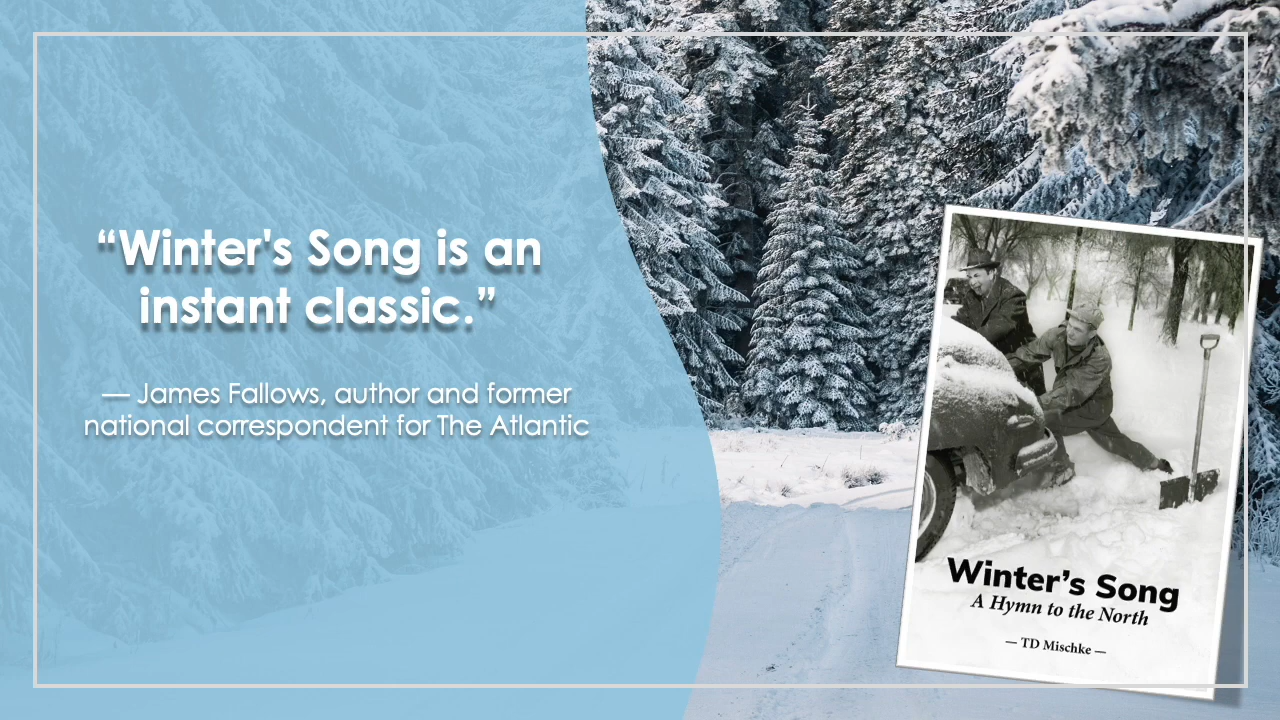 “Winter's Song is an
instant classic.”
— James Fallows, author and former
national correspondent for The Atlantic
Winter’s Song
A Hymn to the North
— TD Mischke —